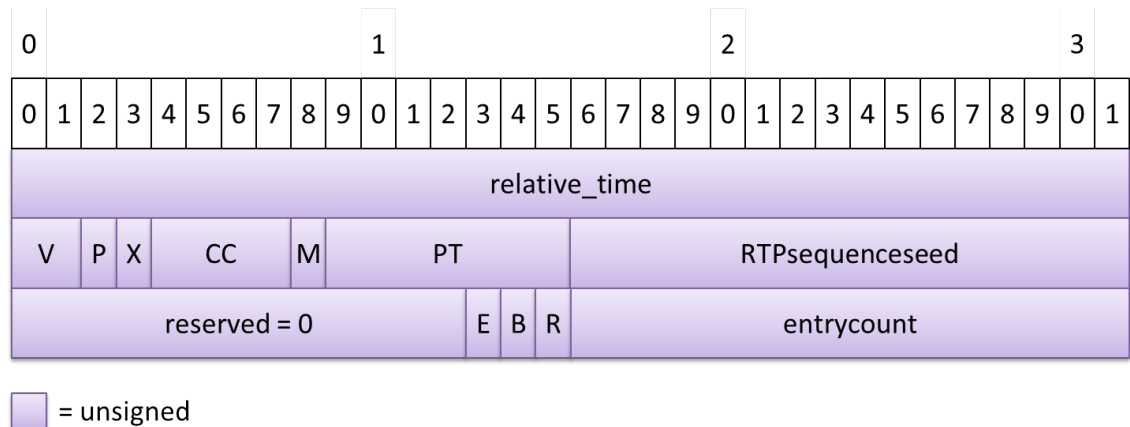 0 1 2 3
0 1 2 3 4 5 6 7 8 9 0 1 2 3 4 5 6 7 8 9 0 1 2 3 4 5 6 7 8 9 0 1
relative_time
V P X CC M PT RTPsequenceseed
reserved = 0 E B R entrycount
= unsigned